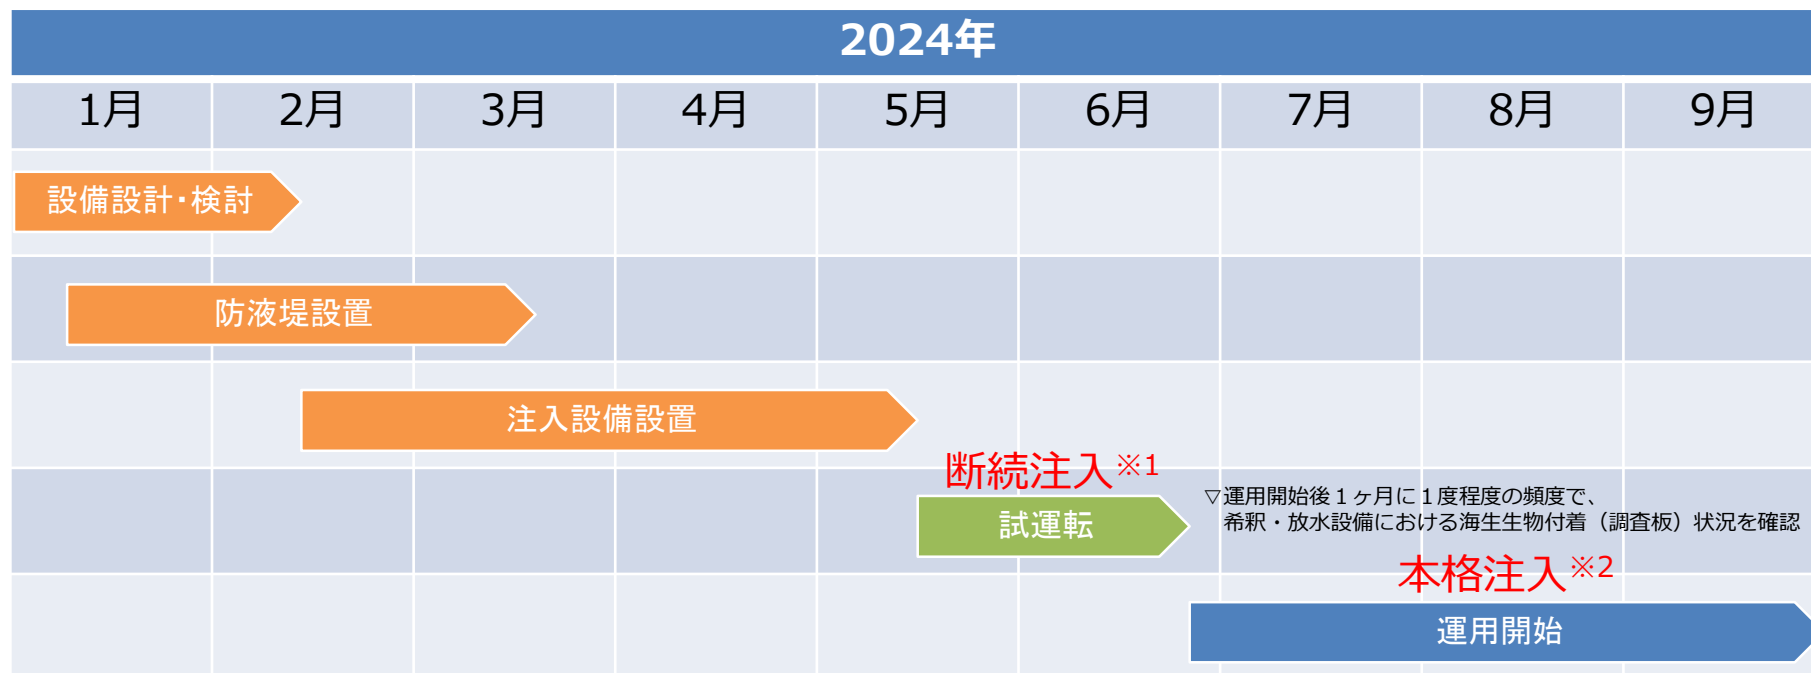 2024年
1月 2月 3月 4月 5月 6月 7月 8月 9月
設備設計・検討
防液堤設置
注入設備設置
断続注入※1
試運転
▽運用開始後１ヶ月に１度程度の頻度で、
希釈・放水設備における海生生物付着（調査板）状況を確認
本格注入※2
運用開始